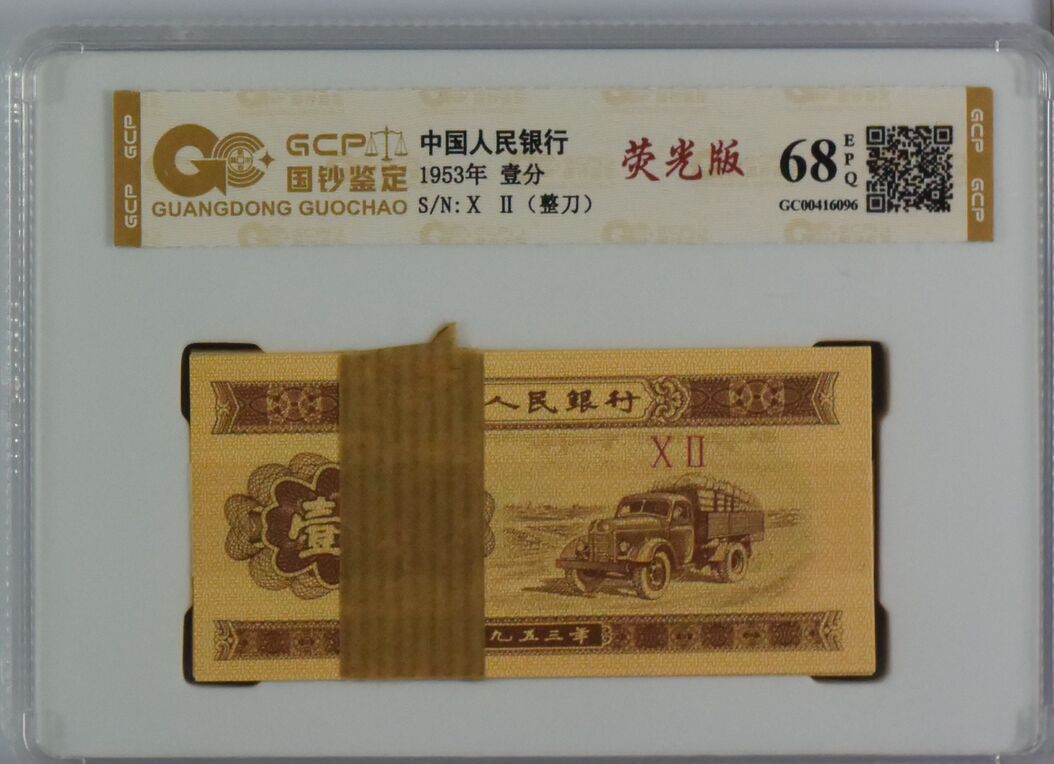 GCP
国钞鉴定
GUANGDONG GUOCHAO
中国人民银行
1953年 壹分
S/N: X Ⅱ（整刀）
荧光版
68
EPQ
GC00416096
GCP
GCP
GCP
GCP
人民銀行
X II
壹
九五三年